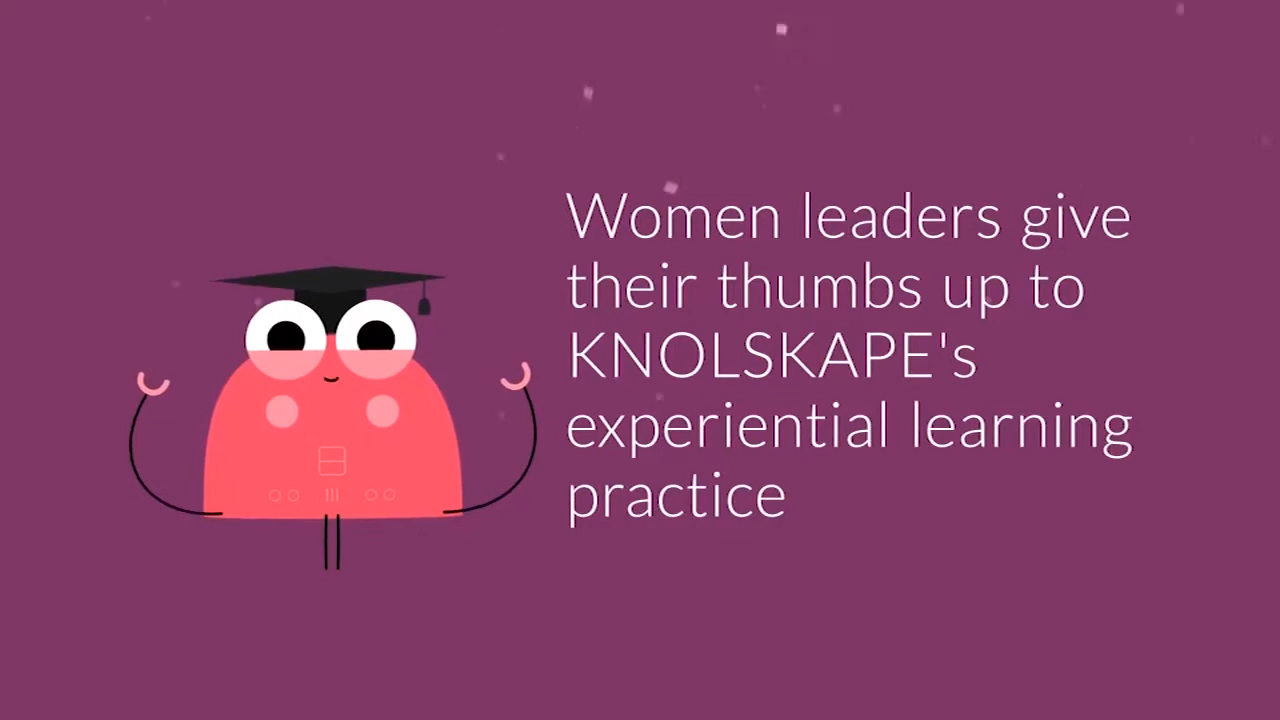 Women leaders give
their thumbs up to
KNOLSKAPE's
experiential learning
practice